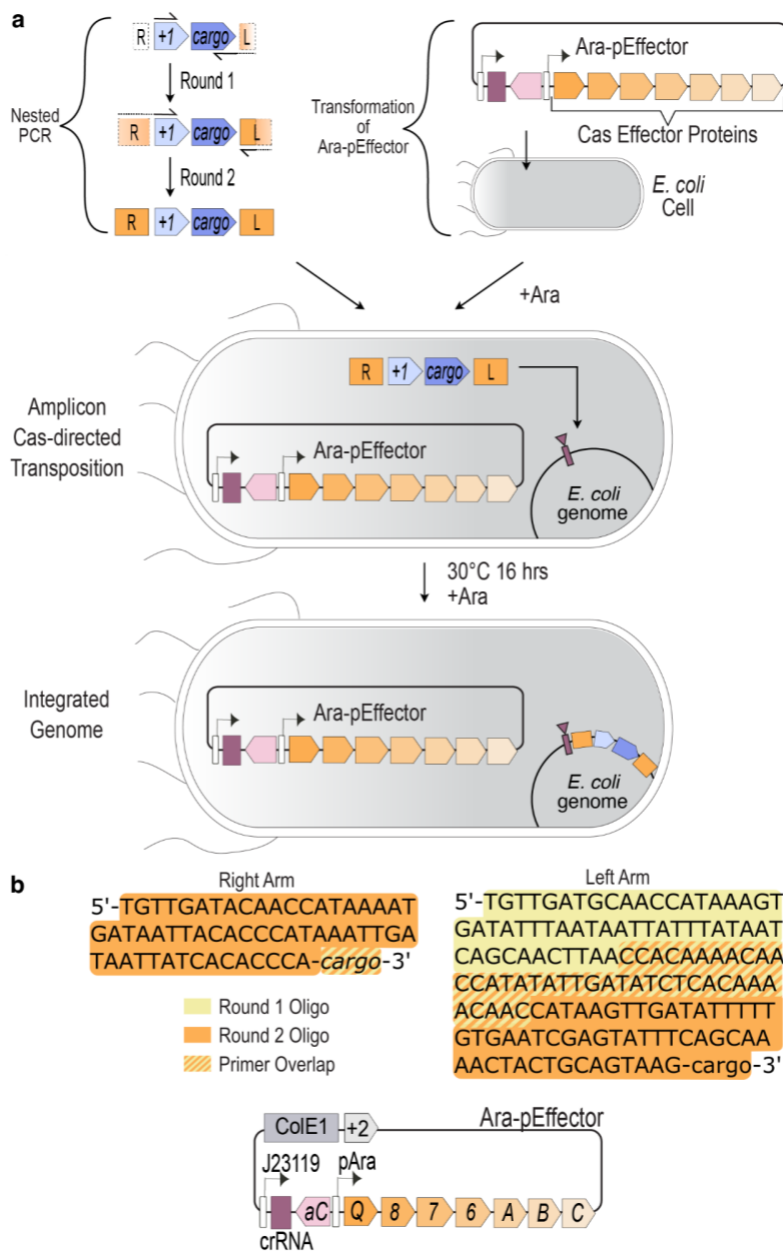 a
R +1 cargo L
Round 1
Nested
PCR
R +1 cargo L
Round 2
R +1 cargo L
Transformation
of
Ara-pEffector
Ara-pEffector
Cas Effector Proteins
E. coli
Cell
+Ara
Amplicon
Cas-directed
Transposition
R +1 cargo L
Ara-pEffector
E. coli
genome
30°C 16 hrs
+Ara
Integrated
Genome
Ara-pEffector
E. coli
genome
b
Right Arm
5'-TGTTGATACAACCATAAAAT
GATAATTACACCCATAAATTGA
TAATTATCACACCCA-cargo-3'
Round 1 Oligo
Round 2 Oligo
Primer Overlap
Left Arm
5'-TGTTGATGCAACCATAAAGT
GATATTTAATAATTATTTATAAT
CAGCAACTTAACCACAAAACAA
CCATATATTGATATCTCACAAA
ACAACCATAAGTTGATATTTTT
GTGAATCGAGTATTTCAGCAA
AACTACTGCAGTAAG-cargo-3'
Ara-pEffector
ColE1 +2
J23119 pAra
aC Q 8 7 6 A B C
crRNA